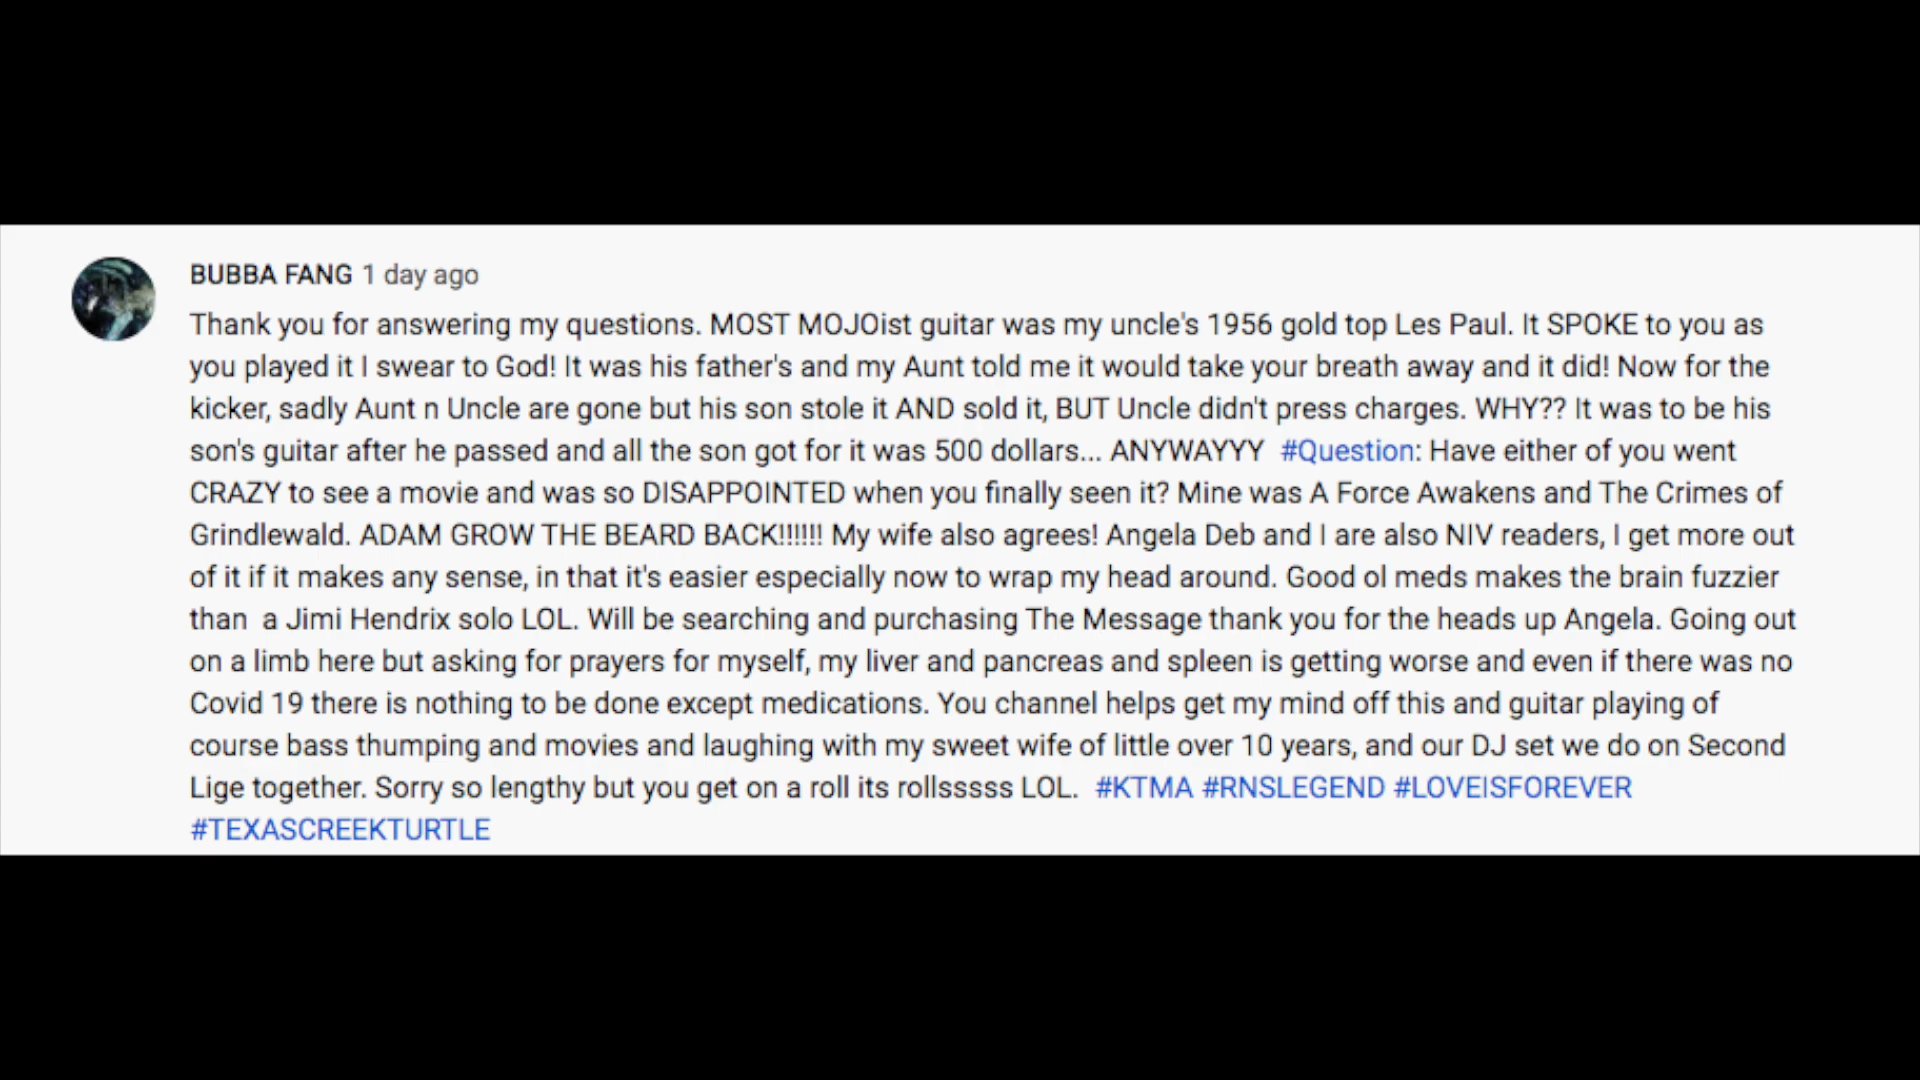 BUBBA FANG 1 day ago
Thank you for answering my questions. MOST MOJOist guitar was my uncle's 1956 gold top Les Paul. It SPOKE to you as
you played it I swear to God! It was his father's and my Aunt told me it would take your breath away and it did! Now for the
kicker, sadly Aunt n Uncle are gone but his son stole it AND sold it, BUT Uncle didn't press charges. WHY?? It was to be his
son's guitar after he passed and all the son got for it was 500 dollars... ANYWAYYY  #Question: Have either of you went
CRAZY to see a movie and was so DISAPPOINTED when you finally seen it? Mine was A Force Awakens and The Crimes of
Grindlewald. ADAM GROW THE BEARD BACK!!!!!! My wife also agrees! Angela Deb and I are also NIV readers, I get more out
of it if it makes any sense, in that it's easier especially now to wrap my head around. Good ol meds makes the brain fuzzier
than  a Jimi Hendrix solo LOL. Will be searching and purchasing The Message thank you for the heads up Angela. Going out
on a limb here but asking for prayers for myself, my liver and pancreas and spleen is getting worse and even if there was no
Covid 19 there is nothing to be done except medications. You channel helps get my mind off this and guitar playing of
course bass thumping and movies and laughing with my sweet wife of little over 10 years, and our DJ set we do on Second
Lige together. Sorry so lengthy but you get on a roll its rollsssss LOL.  #KTMA #RNSLEGEND #LOVEISFOREVER
#TEXASCREEKTURTLE